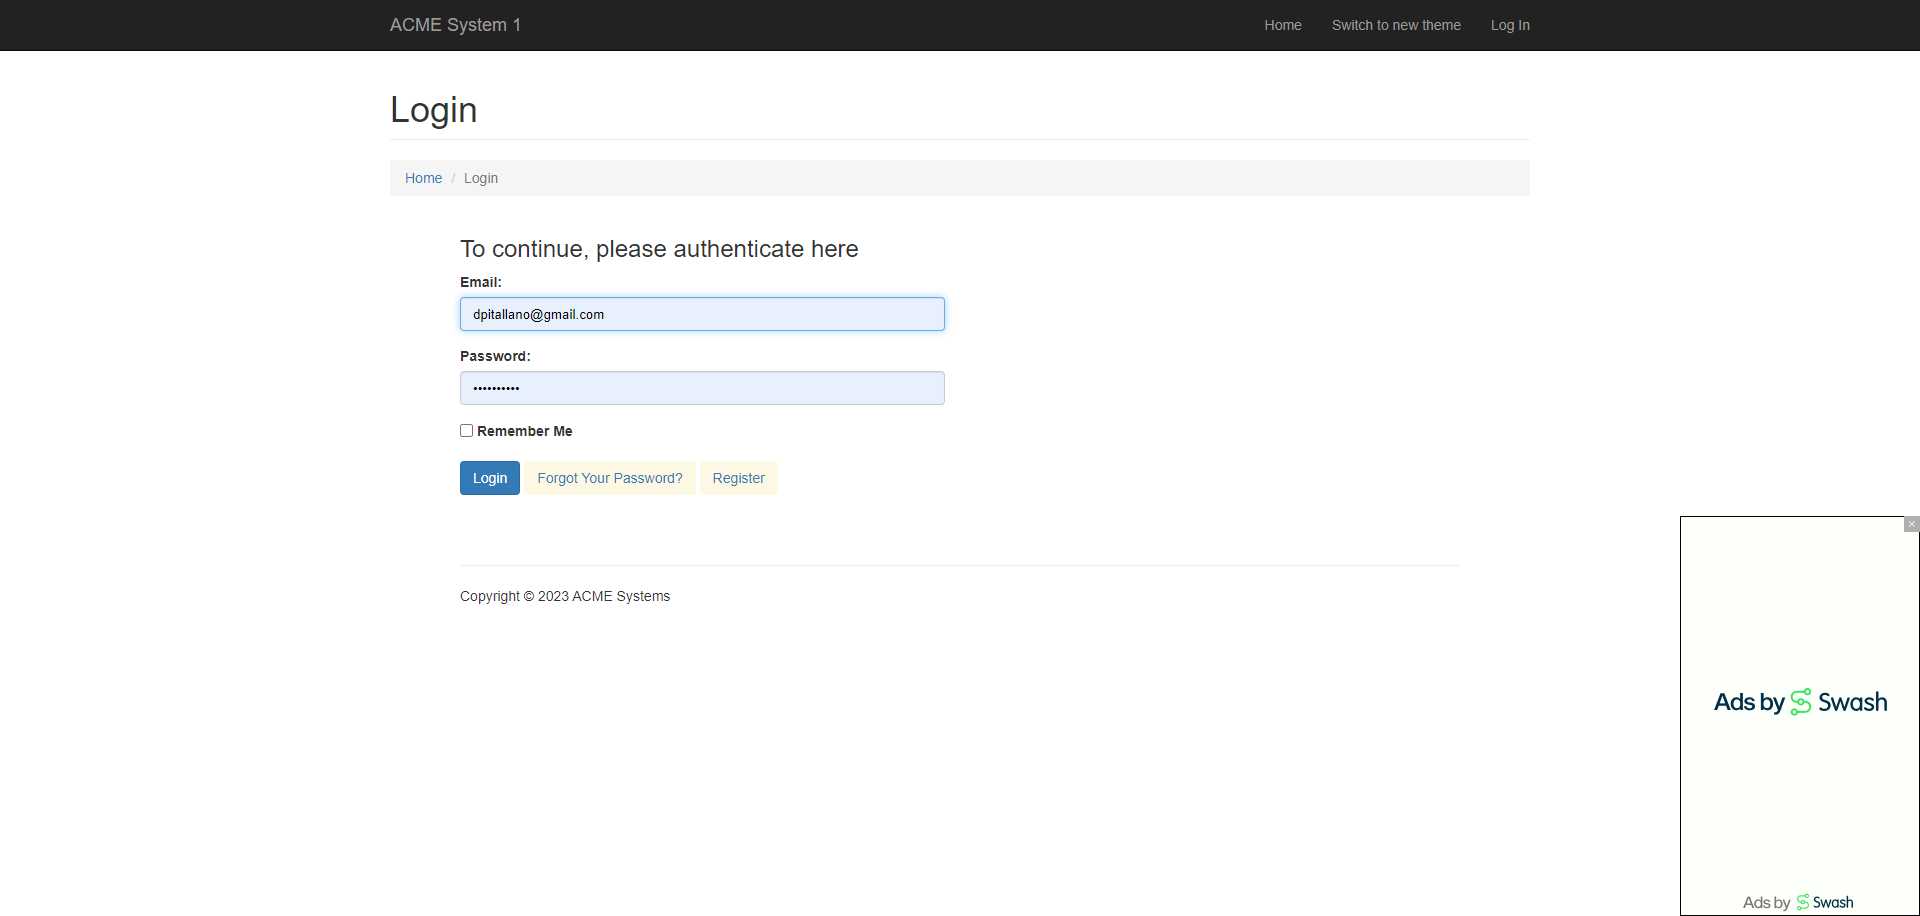 ACME System 1
Home
Switch to new theme
Log In
Login
Home / Login
To continue, please authenticate here
Email:
dpitallano@gmail.com
Password:
••••••••••
Remember Me
Login
Forgot Your Password?
Register
Copyright © 2023 ACME Systems
Ads by Swash
Ads by Swash